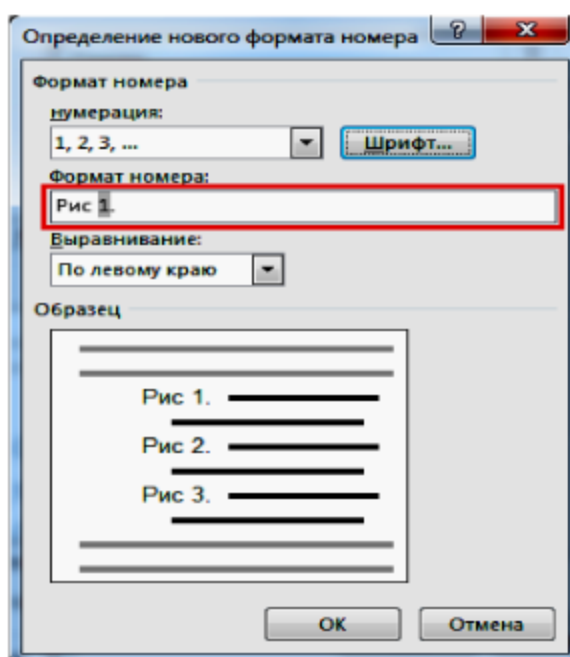 Определение нового формата номера
Формат номера
нумерация:
1, 2, 3, ...
Шрифт...
Формат номера:
Рис 1.
Выравнивание:
По левому краю
Образец
Рис 1.
Рис 2.
Рис 3.
ОК
Отмена